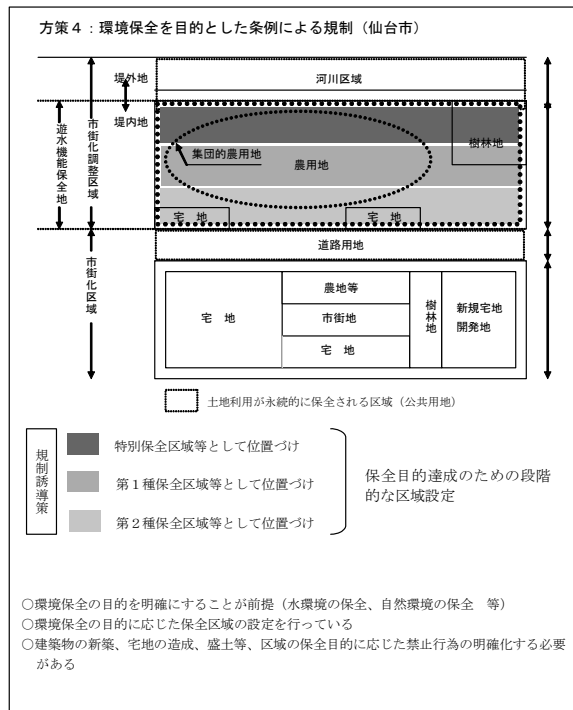 方策４：環境保全を目的とした条例による規制（仙台市）
堤外地
河川区域
堤内地
遊水機能保全地
市街化調整区域
樹林地
集団的農用地
農用地
宅　地
宅　地
道路用地
市街化区域
宅　地
農地等
市街地
宅　地
樹林地
新規宅地
開発地
土地利用が永続的に保全される区域（公共用地）
規制誘導策
特別保全区域等として位置づけ
第１種保全区域等として位置づけ
第２種保全区域等として位置づけ
保全目的達成のための段階
的な区域設定
○環境保全の目的を明確にすることが前提（水環境の保全、自然環境の保全　等）
○環境保全の目的に応じた保全区域の設定を行っている
○建築物の新築、宅地の造成、盛土等、区域の保全目的に応じた禁止行為の明確化する必要
がある